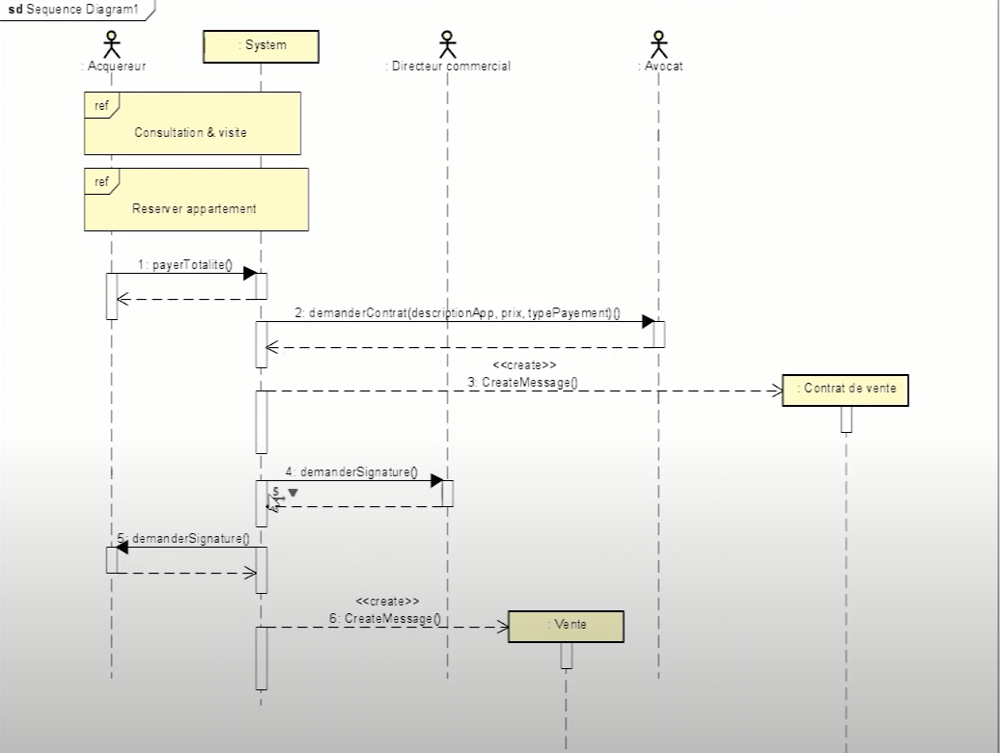 sd Sequence Diagram1
: Acquereur
: System
: Directeur commercial
: Avocat
ref
Consultation & visite
ref
Reserver appartement
1: payerTotalite()
2: demanderContrat(descriptionApp, prix, typePayement)()
<<create>>
3: CreateMessage()
: Contrat de vente
4: demanderSignature()
5: demanderSignature()
<<create>>
6: CreateMessage()
: Vente